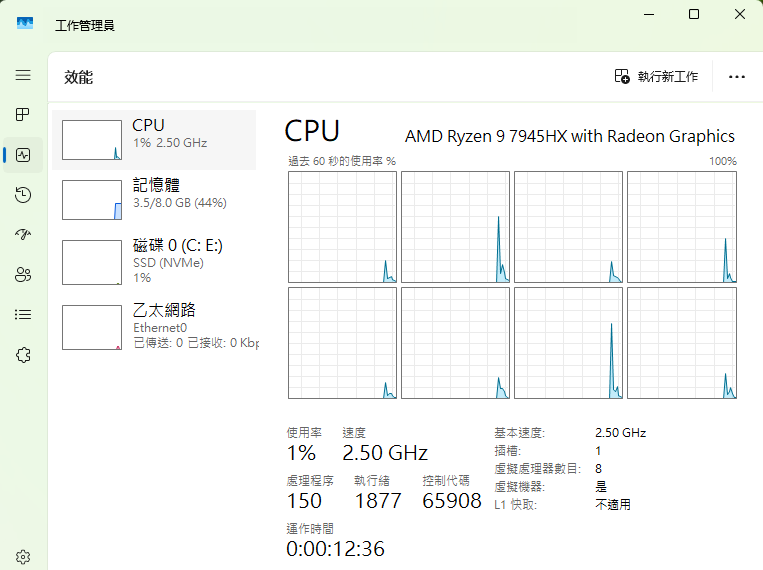 工作管理員
效能
執行新工作
CPU
1% 2.50 GHz
記憶體
3.5/8.0 GB (44%)
磁碟 0 (C: E:)
SSD (NVMe)
1%
乙太網路
Ethernet0
已傳送: 0 已接收: 0 Kbp
CPU
AMD Ryzen 9 7945HX with Radeon Graphics
過去 60 秒的使用率 %
100%
使用率
速度
1%
2.50 GHz
處理程序
執行緒
控制代碼
150
1877
65908
運作時間
0:00:12:36
基本速度: 2.50 GHz
插槽: 1
虛擬處理器數目: 8
虛擬機器: 是
L1 快取: 不適用